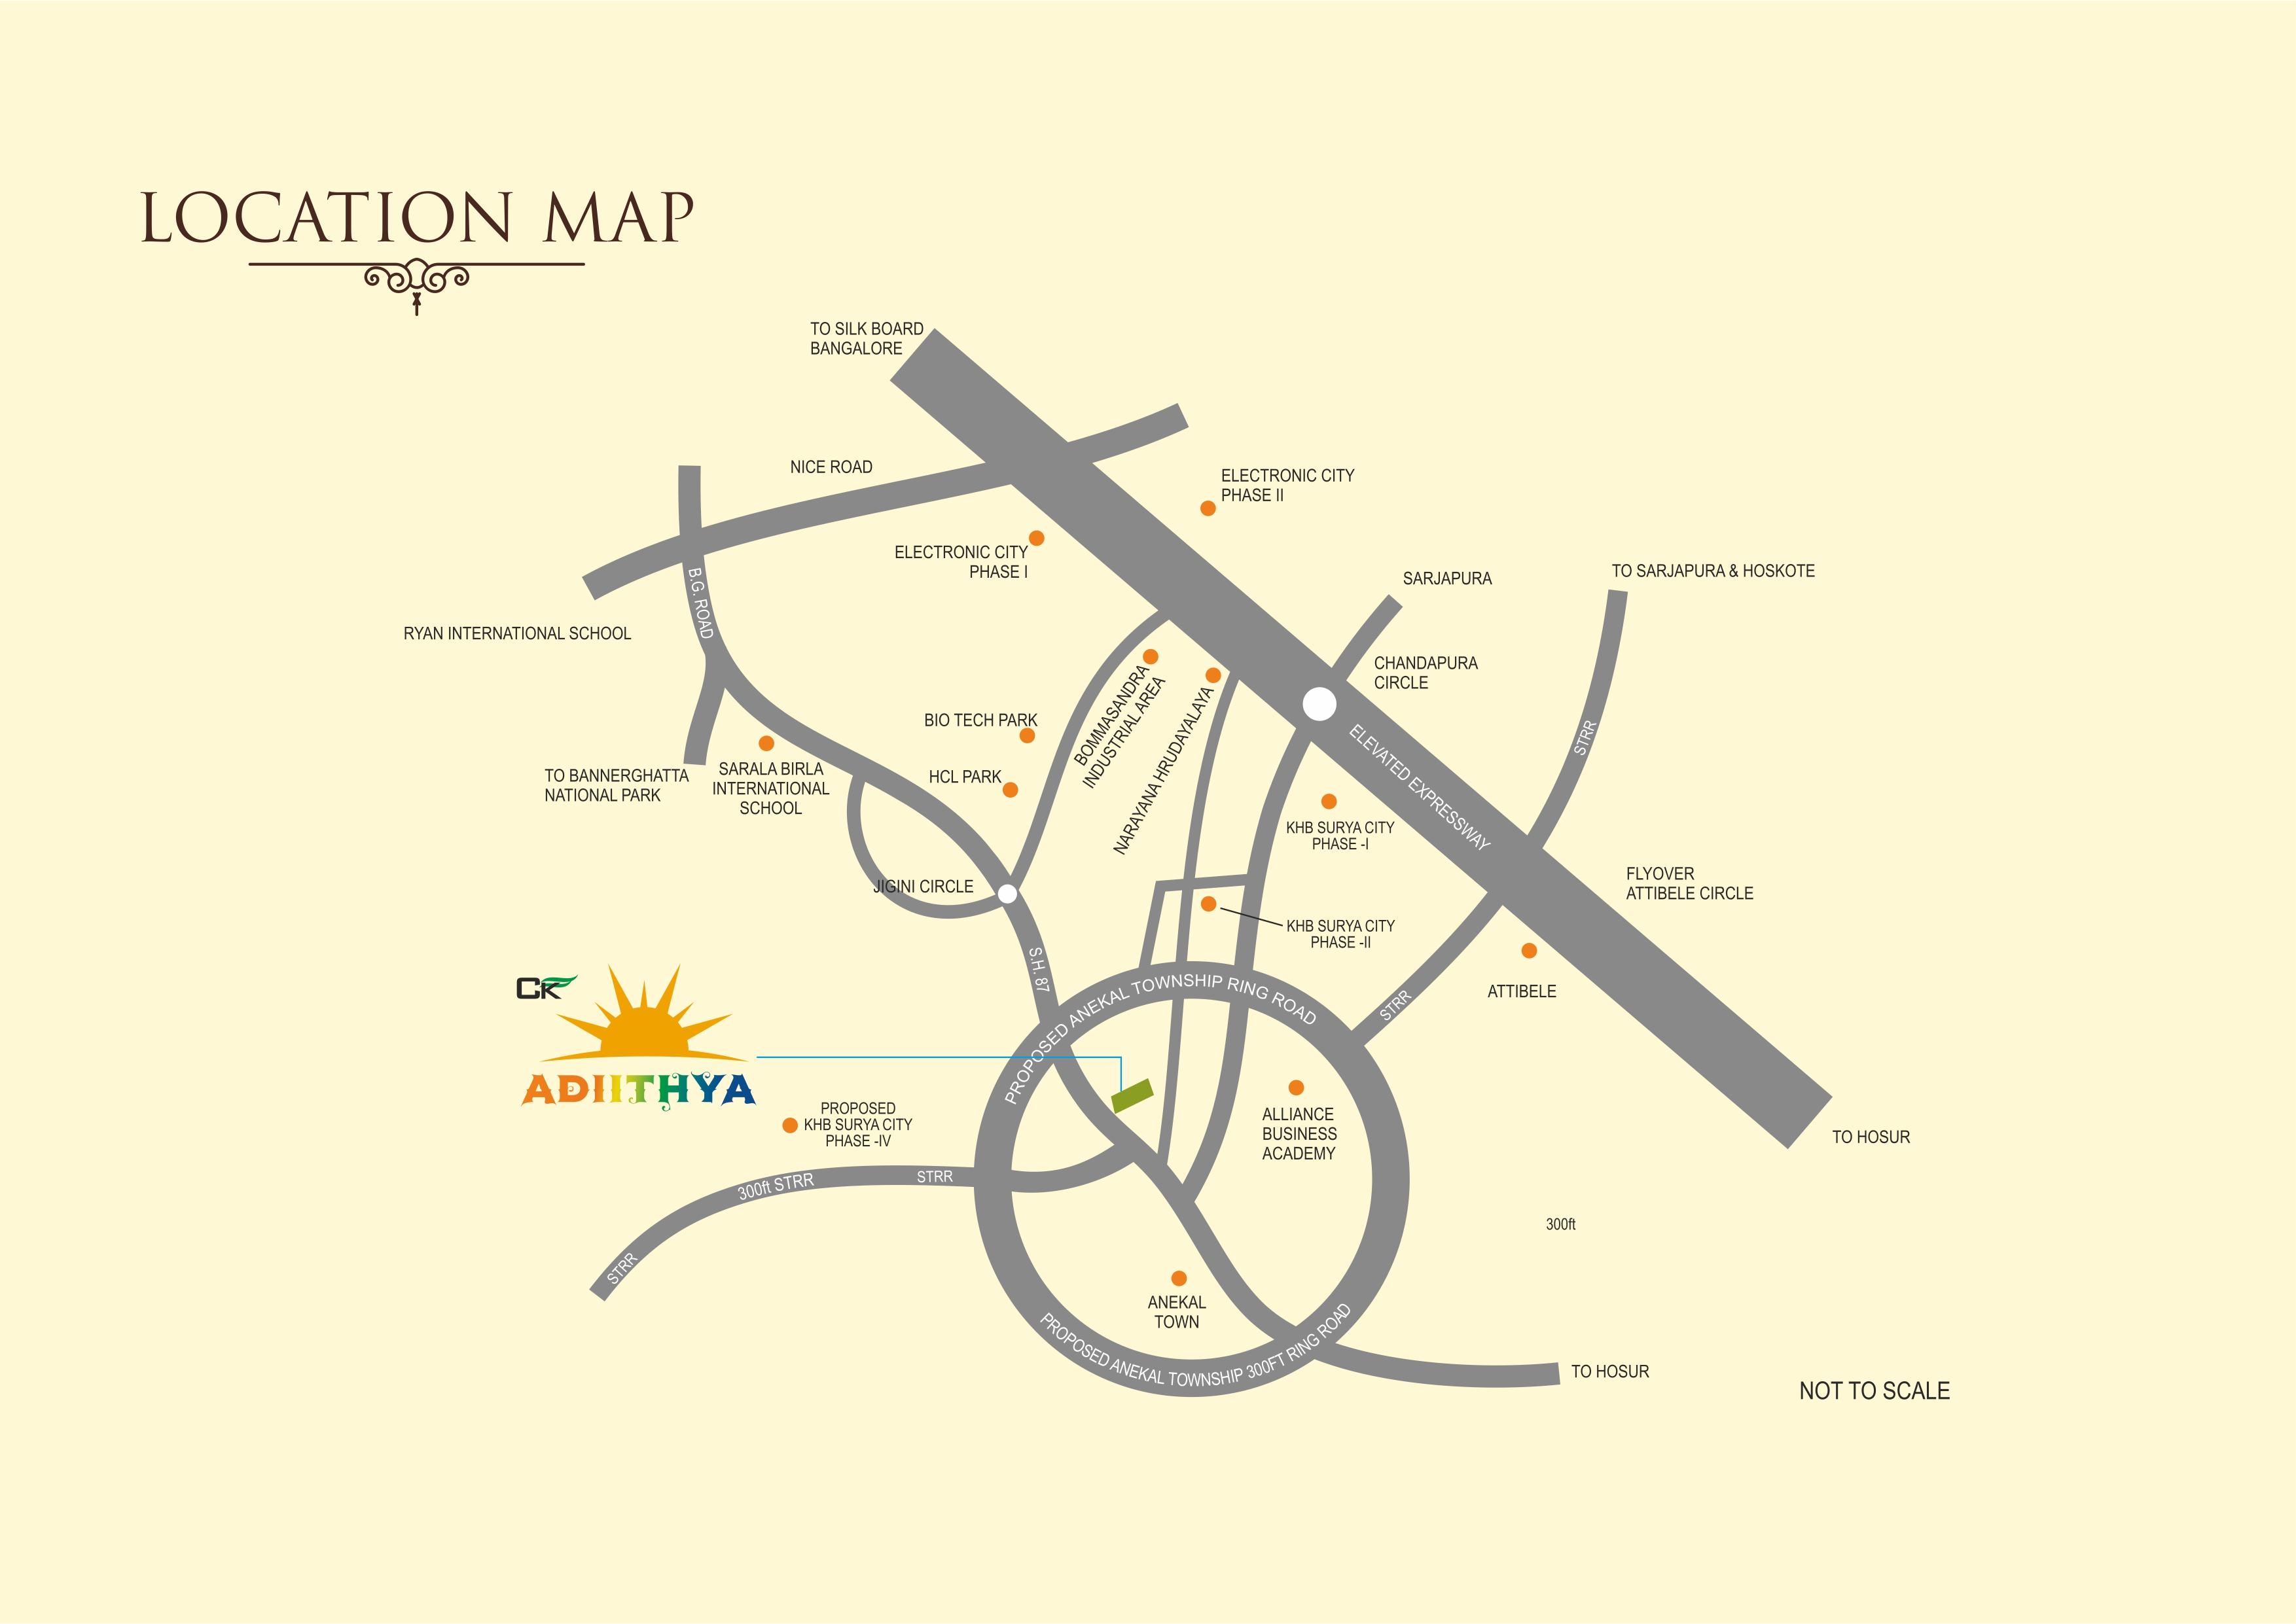 LOCATION MAP
TO SILK BOARD
BANGALORE
NICE ROAD
ELECTRONIC CITY
PHASE II
ELECTRONIC CITY
PHASE I
B.G. ROAD
SARJAPURA
TO SARJAPURA & HOSKOTE
RYAN INTERNATIONAL SCHOOL
CHANDAPURA
CIRCLE
BOMMASANDRA
INDUSTRIAL AREA
NARAYANA HRUDAYALAYA
BIO TECH PARK
HCL PARK
STRR
ELEVATED EXPRESSWAY
TO BANNERGHATTA
NATIONAL PARK
SARALA BIRLA
INTERNATIONAL
SCHOOL
KHB SURYA CITY
PHASE -I
FLYOVER
ATTIBELE CIRCLE
JIGINI CIRCLE
KHB SURYA CITY
PHASE -II
S.H. 87
ATTIBELE
STRR
CK
ADIITHYA
PROPOSED ANEKAL TOWNSHIP RING ROAD
PROPOSED
KHB SURYA CITY
PHASE -IV
ALLIANCE
BUSINESS
ACADEMY
TO HOSUR
300ft STRR
STRR
STRR
300ft
ANEKAL
TOWN
PROPOSED ANEKAL TOWNSHIP 300FT RING ROAD
TO HOSUR
NOT TO SCALE